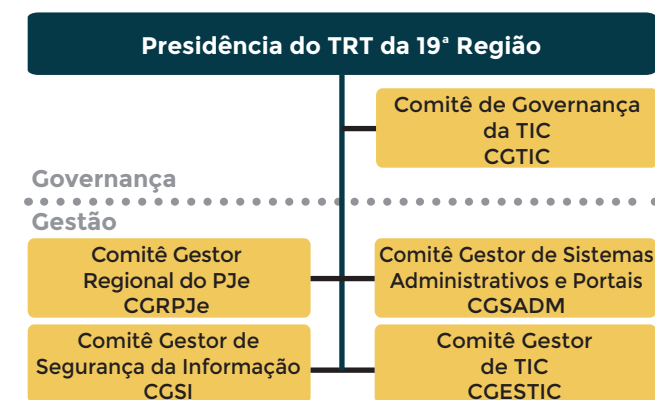 Presidência do TRT da 19ª Região
Comitê de Governança
da TIC
CGTIC
Governança
Gestão
Comitê Gestor
Regional do PJe
CGRPJe
Comitê Gestor de Sistemas
Administrativos e Portais
CGSADM
Comitê Gestor de
Segurança da Informação
CGSI
Comitê Gestor
de TIC
CGESTIC